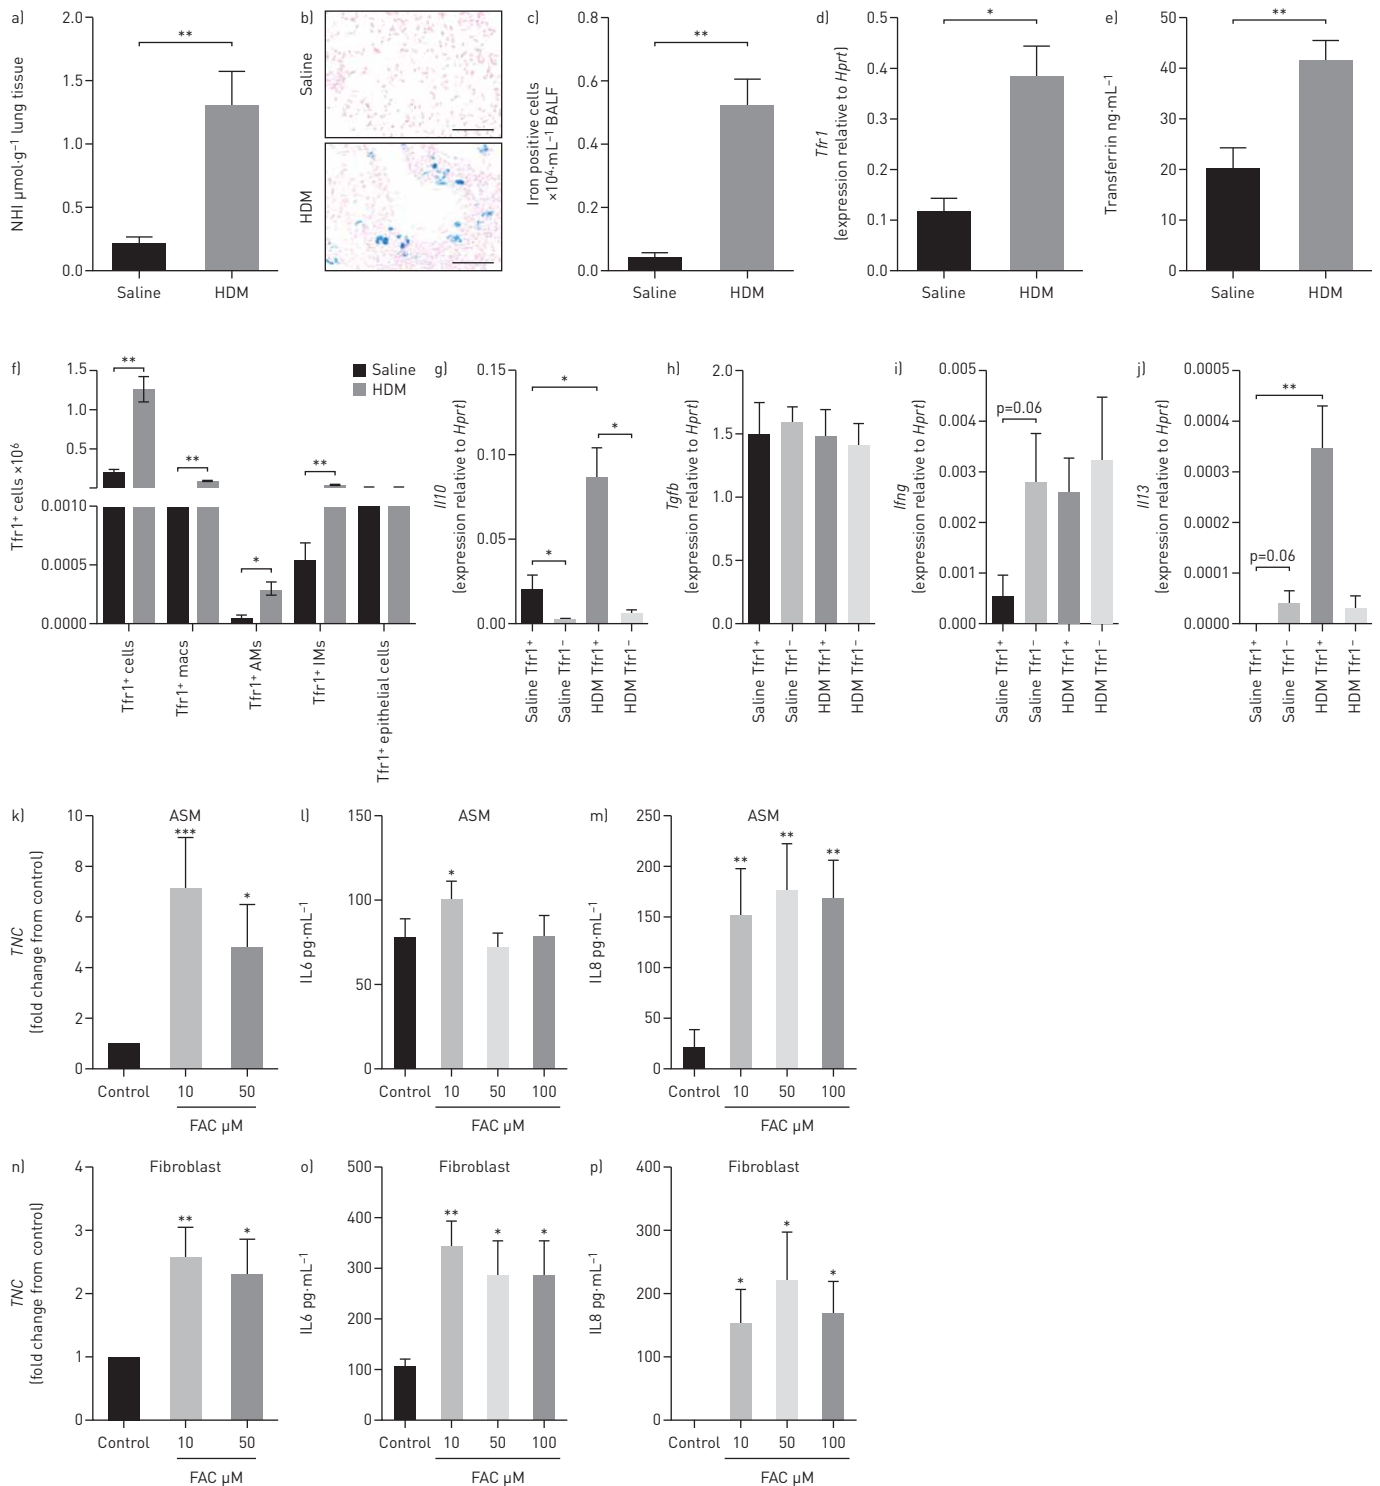 a)
NHI µmol·g⁻¹ lung tissue
2.0
1.5
1.0
0.5
0.0
**
Saline
HDM
b)
Saline
HDM
c)
Iron positive cells
×10⁴·mL⁻¹ BALF
0.8
0.6
0.4
0.2
0.0
**
Saline
HDM
d)
Tfr1
(expression relative to Hprt)
0.5
0.4
0.3
0.2
0.1
0.0
*
Saline
HDM
e)
Transferrin ng·mL⁻¹
50
40
30
20
10
0
**
Saline
HDM
f)
Tfr1⁺ cells ×10⁶
1.5
1.0
0.5
0.0010
0.0005
0.0000
**
**
*
**
Saline
HDM
Tfr1⁺ cells
Tfr1⁺ macs
Tfr1⁺ AMs
Tfr1⁺ IMs
Tfr1⁺ epithelial cells
g)
Il10
(expression relative to Hprt)
0.15
0.10
0.05
0.00
*
*
*
Saline Tfr1⁺
Saline Tfr1⁻
HDM Tfr1⁺
HDM Tfr1⁻
h)
Tgfb
(expression relative to Hprt)
2.0
1.5
1.0
0.5
0.0
Saline Tfr1⁺
Saline Tfr1⁻
HDM Tfr1⁺
HDM Tfr1⁻
i)
Ifng
(expression relative to Hprt)
0.005
0.004
0.003
0.002
0.001
0.000
p=0.06
Saline Tfr1⁺
Saline Tfr1⁻
HDM Tfr1⁺
HDM Tfr1⁻
j)
Il13
(expression relative to Hprt)
0.0005
0.0004
0.0003
0.0002
0.0001
0.0000
**
p=0.06
Saline Tfr1⁺
Saline Tfr1⁻
HDM Tfr1⁺
HDM Tfr1⁻
k)
ASM
TNC
(fold change from control)
10
8
6
4
2
0
***
*
Control 10 50
FAC µM
l)
ASM
IL6 pg·mL⁻¹
150
100
50
0
*
Control 10 50 100
FAC µM
m)
ASM
IL8 pg·mL⁻¹
250
200
150
100
50
0
**
**
**
Control 10 50 100
FAC µM
n)
Fibroblast
TNC
(fold change from control)
4
3
2
1
0
**
*
Control 10 50
FAC µM
o)
Fibroblast
IL6 pg·mL⁻¹
500
400
300
200
100
0
**
*
*
Control 10 50 100
FAC µM
p)
Fibroblast
IL8 pg·mL⁻¹
400
300
200
100
0
*
*
*
Control 10 50 100
FAC µM